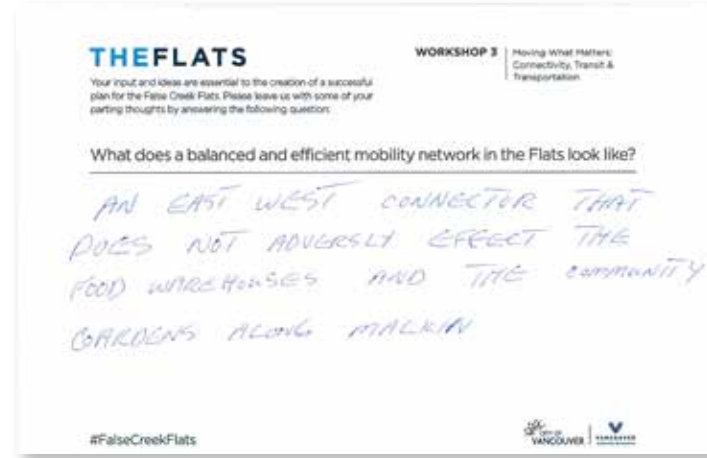 THEFLATS
WORKSHOP 3
Moving What Matters:
Connectivity, Transit &
Transportation
Your input and ideas are essential to the creation of a successful
plan for the False Creek Flats. Please leave us with some of your
parting thoughts by answering the following question:
What does a balanced and efficient mobility network in the Flats look like?
AN EAST WEST CONNECTOR THAT
DOES NOT ADVERSLY EFFECT THE
FOOD WAREHOUSES AND THE COMMUNITY
GARDENS ALONG MALKIN
#FalseCreekFlats
CITY OF
VANCOUVER